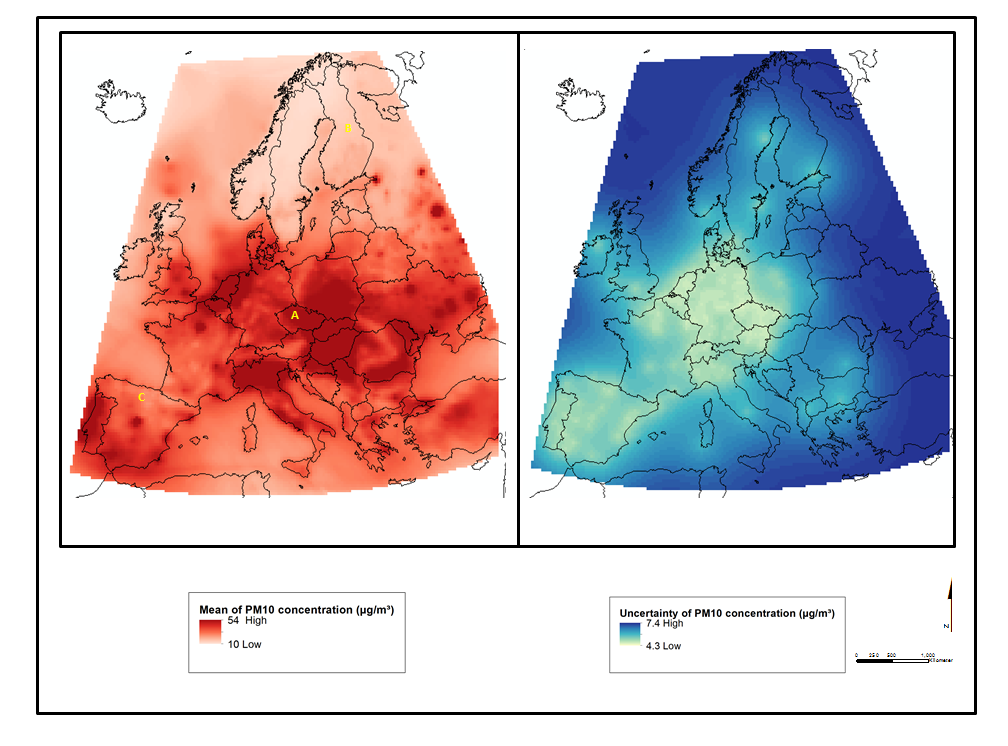 B
A
C
Mean of PM10 concentration (µg/m³)
54 High
10 Low
Uncertainty of PM10 concentration (µg/m³)
7.4 High
4.3 Low
N
0 250 500 1,000
Kilometer